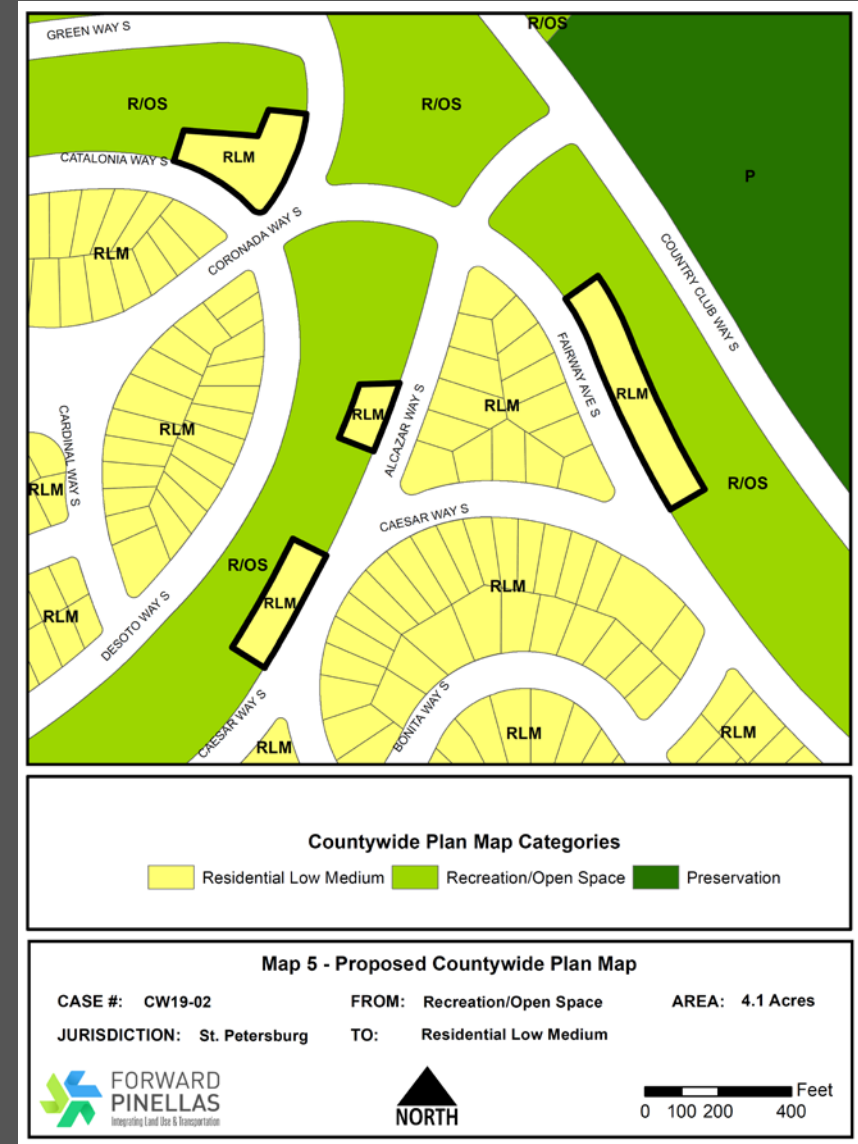 R/OS
GREEN WAY S
R/OS
R/OS
CATALONIA WAY S
RLM
P
CORONADA WAY S
RLM
COUNTRY CLUB WAY S
FAIRWAY AVE S
RLM
RLM
ALCAZAR WAY S
RLM
CARDINAL WAY S
RLM
RLM
R/OS
CAESAR WAY S
R/OS
RLM
RLM
RLM
DESOTO WAY S
CAESAR WAY S
BONITA WAY S
RLM
RLM
RLM
Countywide Plan Map Categories
Residential Low Medium Recreation/Open Space Preservation
Map 5 - Proposed Countywide Plan Map
CASE #: CW19-02 FROM: Recreation/Open Space AREA: 4.1 Acres
JURISDICTION: St. Petersburg TO: Residential Low Medium
FORWARD
PINELLAS
Integrating Land Use & Transportation
NORTH
Feet
0 100 200 400